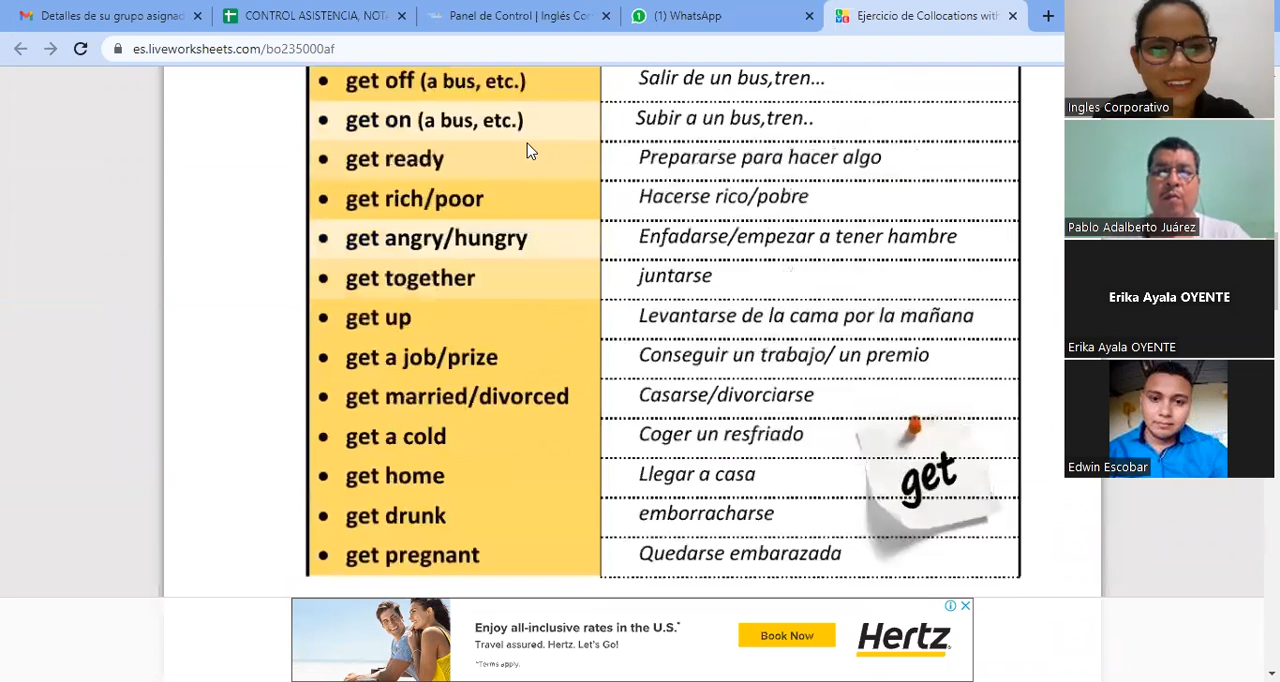 Detalles de su grupo asignad
CONTROL ASISTENCIA, NOTA
Panel de Control | Inglés Cor
(1) WhatsApp
Ejercicio de Collocations with
es.liveworksheets.com/bo235000af
• get off (a bus, etc.) Salir de un bus,tren...
• get on (a bus, etc.) Subir a un bus,tren..
• get ready Prepararse para hacer algo
• get rich/poor Hacerse rico/pobre
• get angry/hungry Enfadarse/empezar a tener hambre
• get together juntarse
• get up Levantarse de la cama por la mañana
• get a job/prize Conseguir un trabajo/ un premio
• get married/divorced Casarse/divorciarse
• get a cold Coger un resfriado
• get home Llegar a casa
• get drunk emborracharse
• get pregnant Quedarse embarazada
get
Enjoy all-inclusive rates in the U.S.*
Travel assured. Hertz. Let's Go!
*Terms apply.
Book Now
Hertz
Ingles Corporativo
Pablo Adalberto Juárez
Erika Ayala OYENTE
Erika Ayala OYENTE
Edwin Escobar